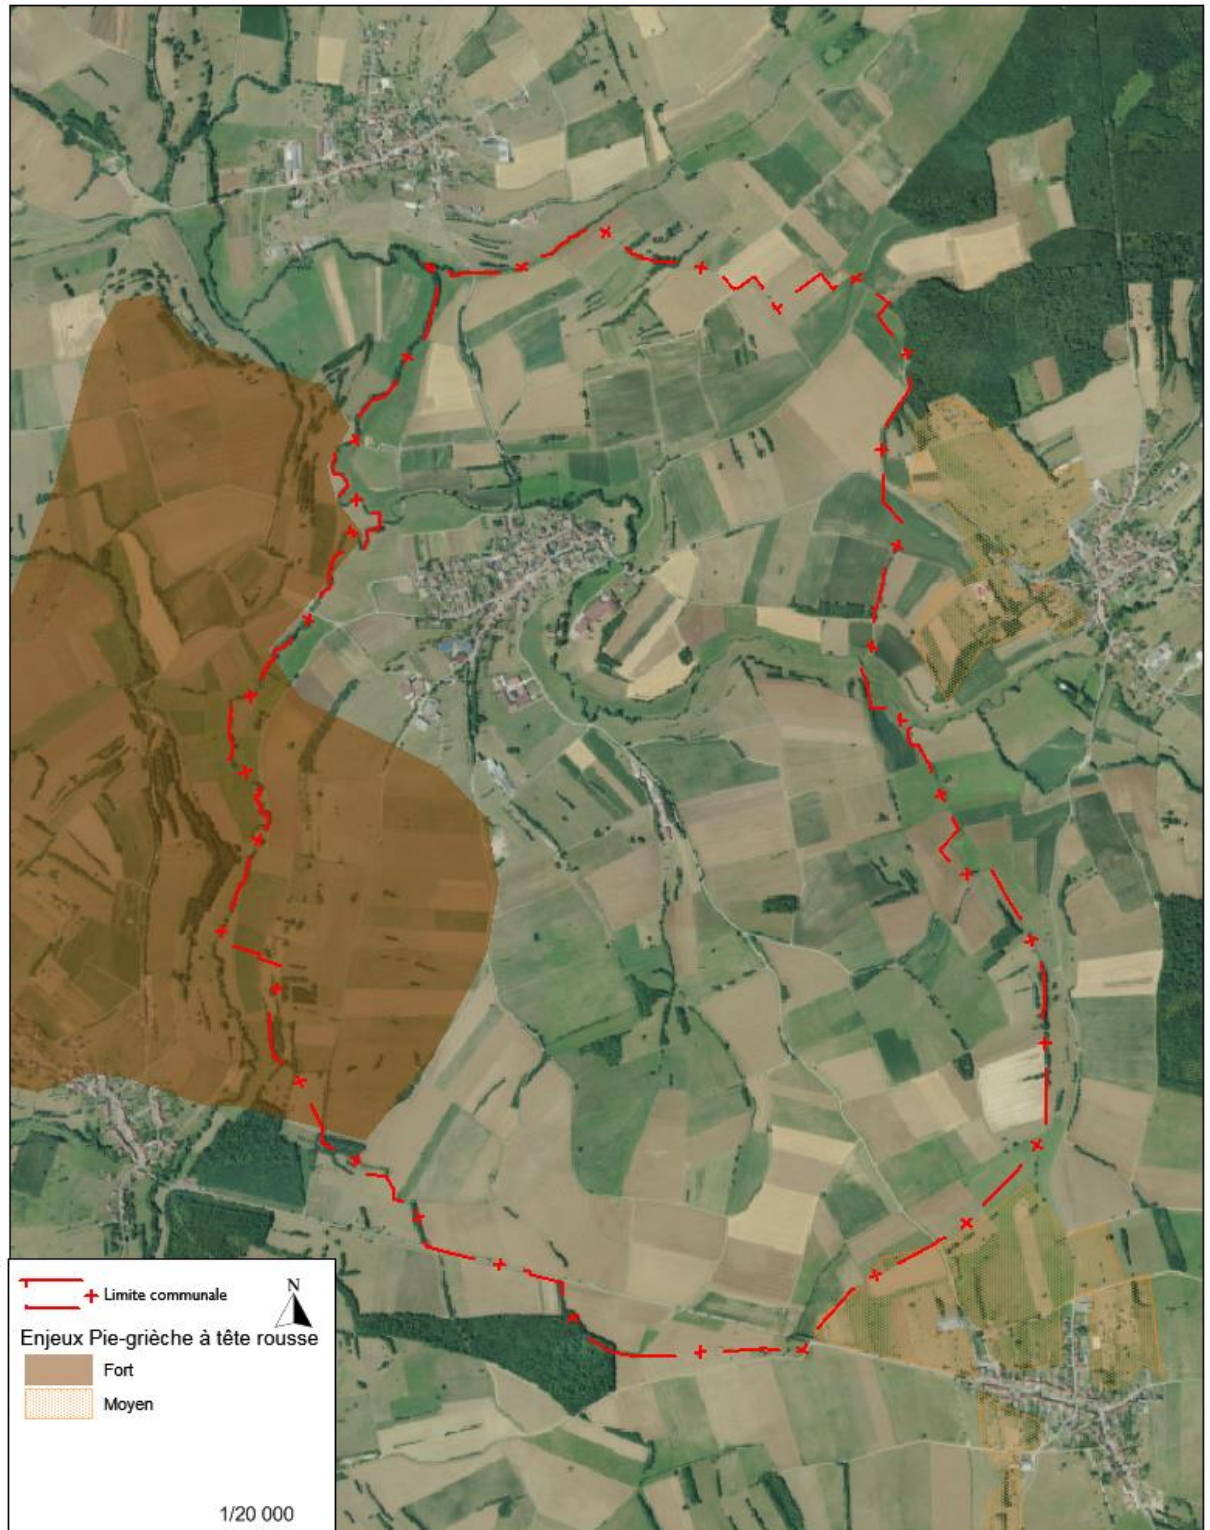 Limite communale
N
Enjeux Pie-grièche à tête rousse
Fort
Moyen
1/20 000